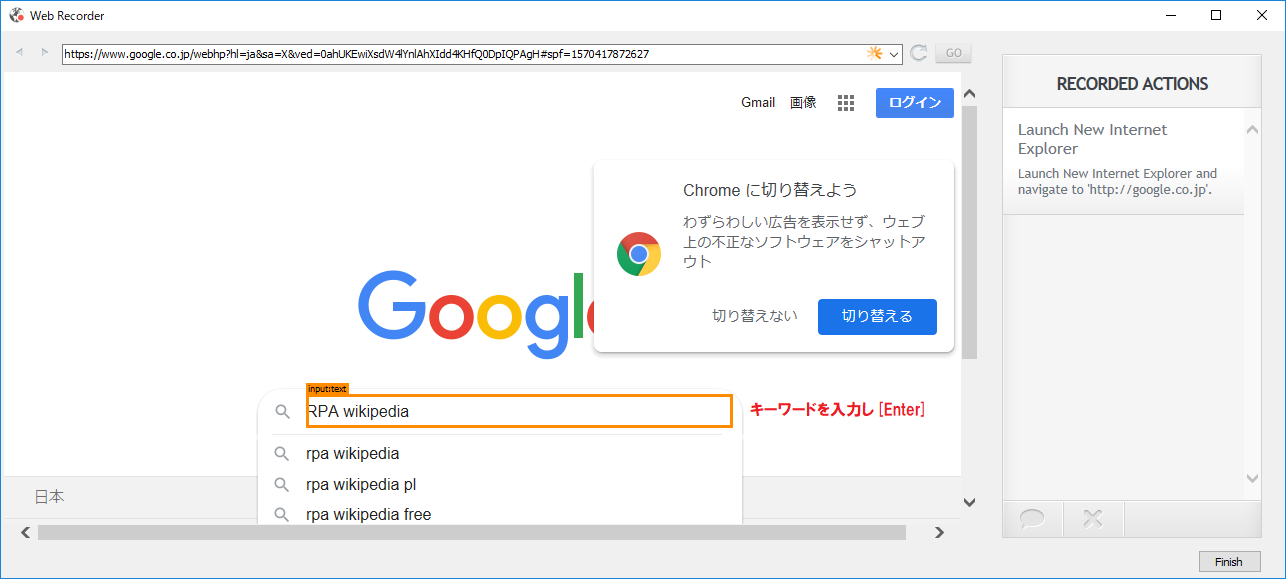 Web Recorder
https://www.google.co.jp/webhp?hl=ja&sa=X&ved=0ahUKEwiXsdW4lYnlAhXIdd4KHfQ0DpIQPAgH#spf=1570417872627
GO
Gmail 画像
ログイン
Chrome に切り替えよう
わずらわしい広告を表示せず、ウェブ
上の不正なソフトウェアをシャットア
ウト
切り替えない 切り替える
Google
input:text
RPA wikipedia
キーワードを入力し [Enter]
rpa wikipedia
rpa wikipedia pl
rpa wikipedia free
日本
RECORDED ACTIONS
Launch New Internet
Explorer
Launch New Internet Explorer and
navigate to 'http://google.co.jp'.
Finish